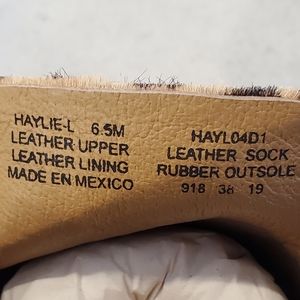 HAYLIE-L 6.5M
LEATHER UPPER
LEATHER LINING
MADE EN MEXICO
HAYL04D1
LEATHER SOCK
RUBBER OUTSOLE
918 38 19